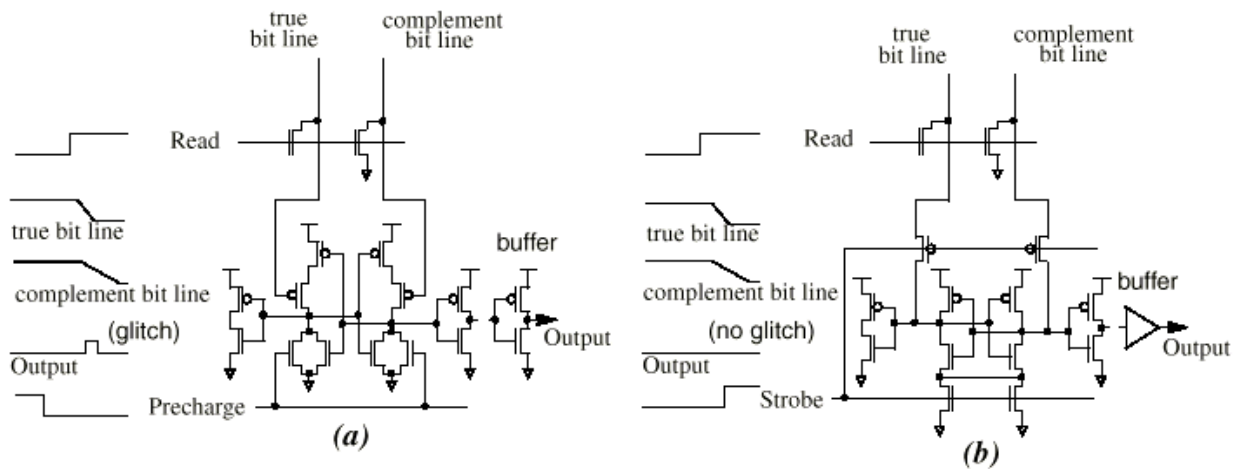 true
bit line
complement
bit line
Read
true bit line
complement bit line
(glitch)
Output
Precharge
buffer
Output
(a)
true
bit line
complement
bit line
Read
true bit line
complement bit line
(no glitch)
Output
Strobe
buffer
Output
(b)